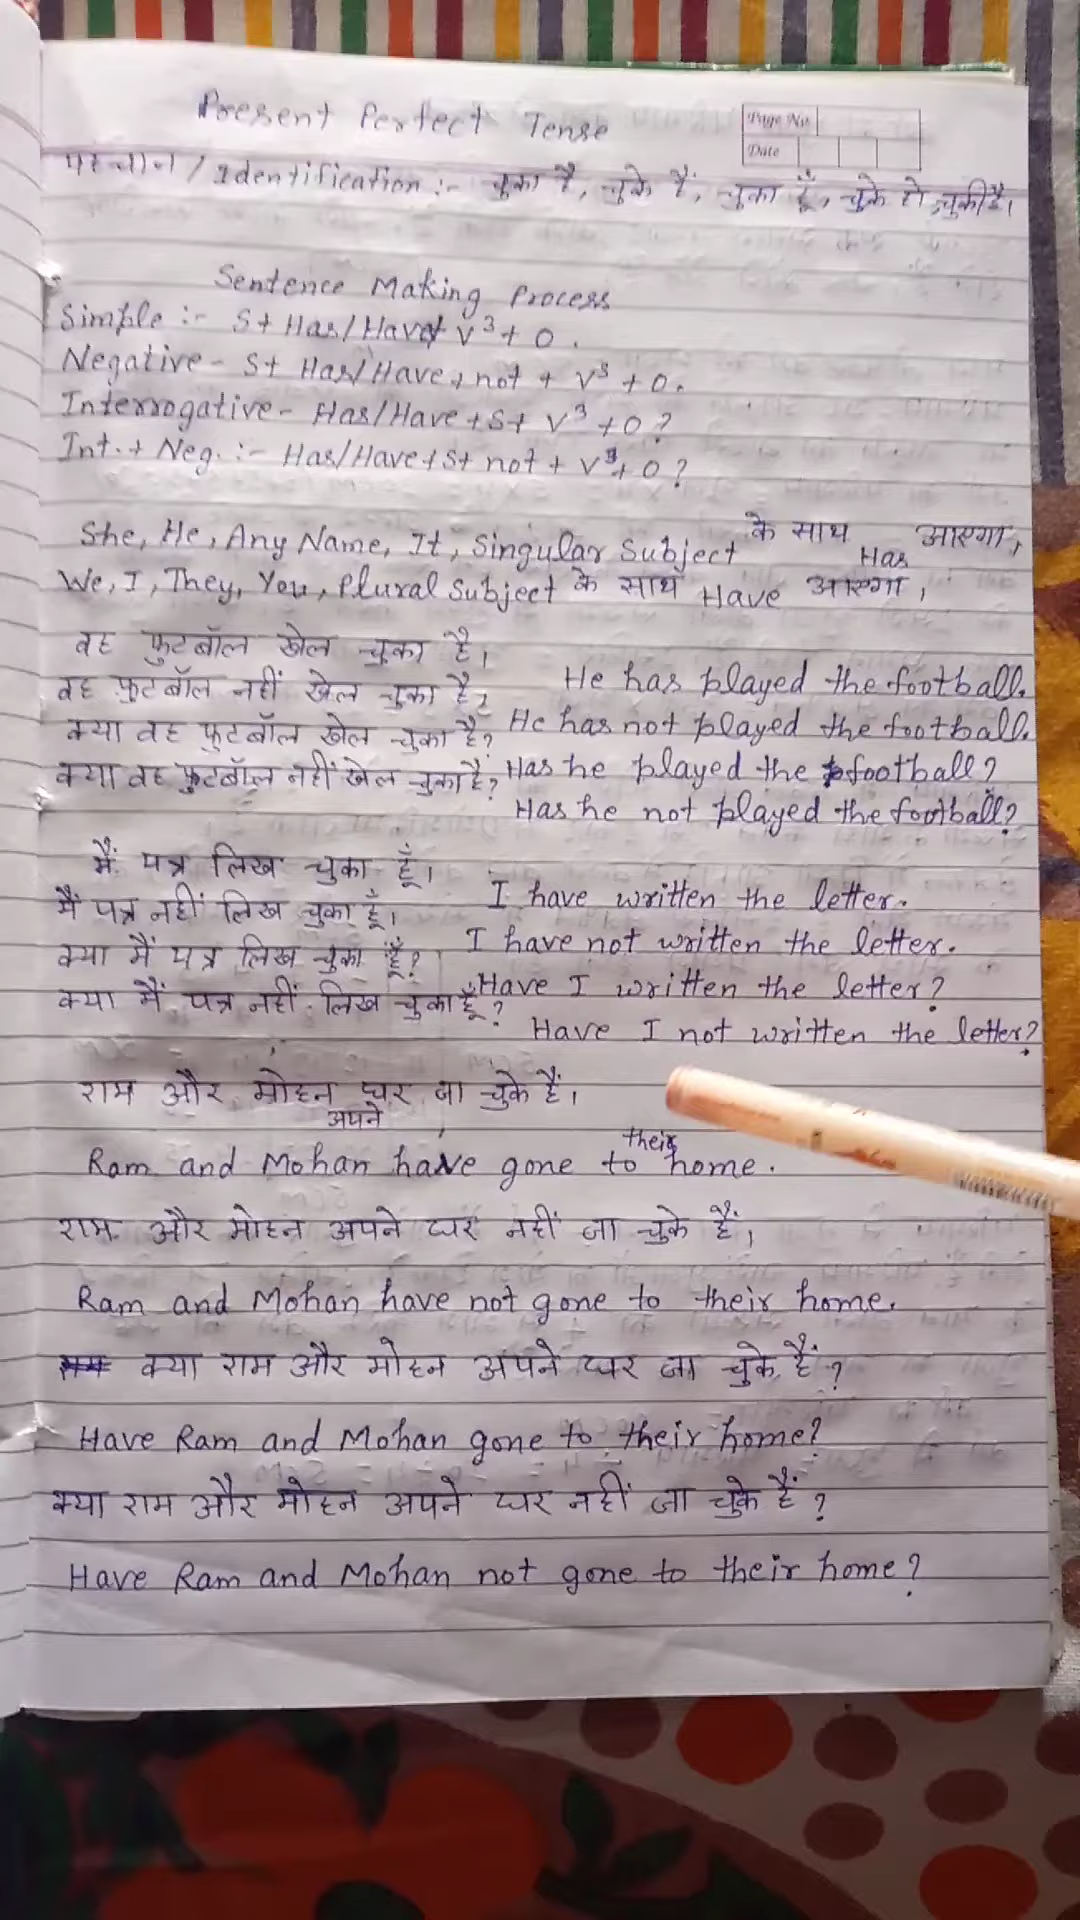 Present Perfect Tense
Page No.
Date
पहचान / Identification :- चुका है, चुके हैं, चुका हूँ, चुके हो, चुकी है।
Sentence Making Process
Simple :- S+ Has/Have+ V³ + O.
Negative - S+ Has/Have + not + V³ + O.
Interrogative - Has/Have + S+ V³ + O ?
Int. + Neg. :- Has/Have + S+ not + V³ + O ?
She, He, Any Name, It, Singular Subject के साथ Has आएगा,
We, I, They, You, Plural Subject के साथ Have आएगा,
वह फुटबॉल खेल चुका है।
वह फुटबॉल नहीं खेल चुका है, He has played the football.
क्या वह फुटबॉल खेल चुका है? He has not played the football.
क्या वह फुटबॉल नहीं खेल चुका है? Has he played the football?
Has he not played the football?
मैं पत्र लिख चुका हूँ।
मैं पत्र नहीं लिख चुका हूँ। I have written the letter.
क्या मैं पत्र लिख चुका हूँ? I have not written the letter.
क्या मैं पत्र नहीं लिख चुका हूँ? Have I written the letter?
Have I not written the letter?
राम और मोहन घर जा चुके हैं।
अपने
their
Ram and Mohan have gone to home.
राम और मोहन अपने घर नहीं जा चुके हैं,
Ram and Mohan have not gone to their home.
क्या राम और मोहन अपने घर जा चुके हैं?
Have Ram and Mohan gone to their home?
क्या राम और मोहन अपने घर नहीं जा चुके हैं?
Have Ram and Mohan not gone to their home?